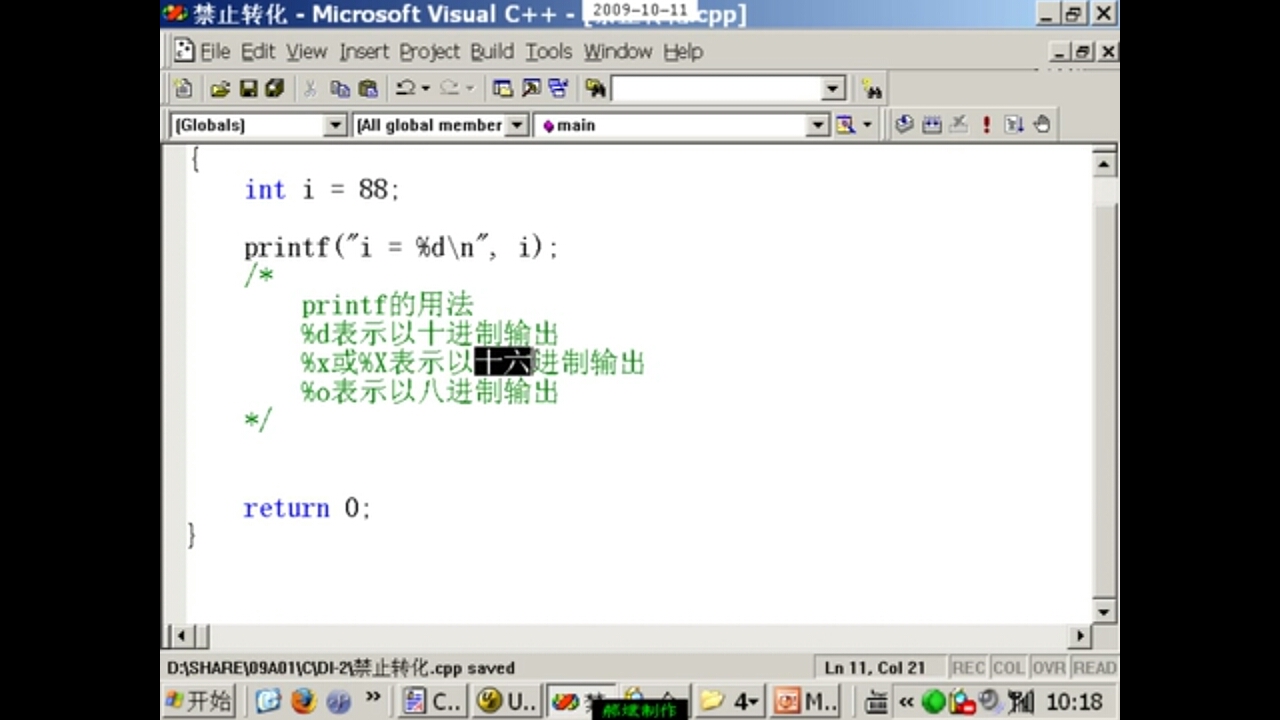 禁止转化 - Microsoft Visual C++ - [禁止转化.cpp]
2009-10-11
File Edit View Insert Project Build Tools Window Help
(Globals) (All global member main
{
int i = 88;
printf("i = %d\n", i);
/*
printf的用法
%d表示以十进制输出
%x或%X表示以十六进制输出
%o表示以八进制输出
*/
return 0;
}
D:\SHARE\09A01\C\DI-2\禁止转化.cpp saved Ln 11, Col 21 REC COL OVR READ
开始 » C.. U.. 禁 4 M.. « 10:18
郝斌制作